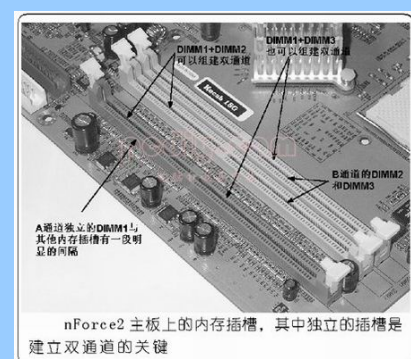 DIMM1+DIMM2
可以组建双通道
DIMM1+DIMM3
也可以组建双通道
B通道的DIMM2
和DIMM3
A通道独立的DIMM1与
其他内存插槽有一段明
显的间隔
nForce2 主板上的内存插槽，其中独立的插槽是
建立双通道的关键